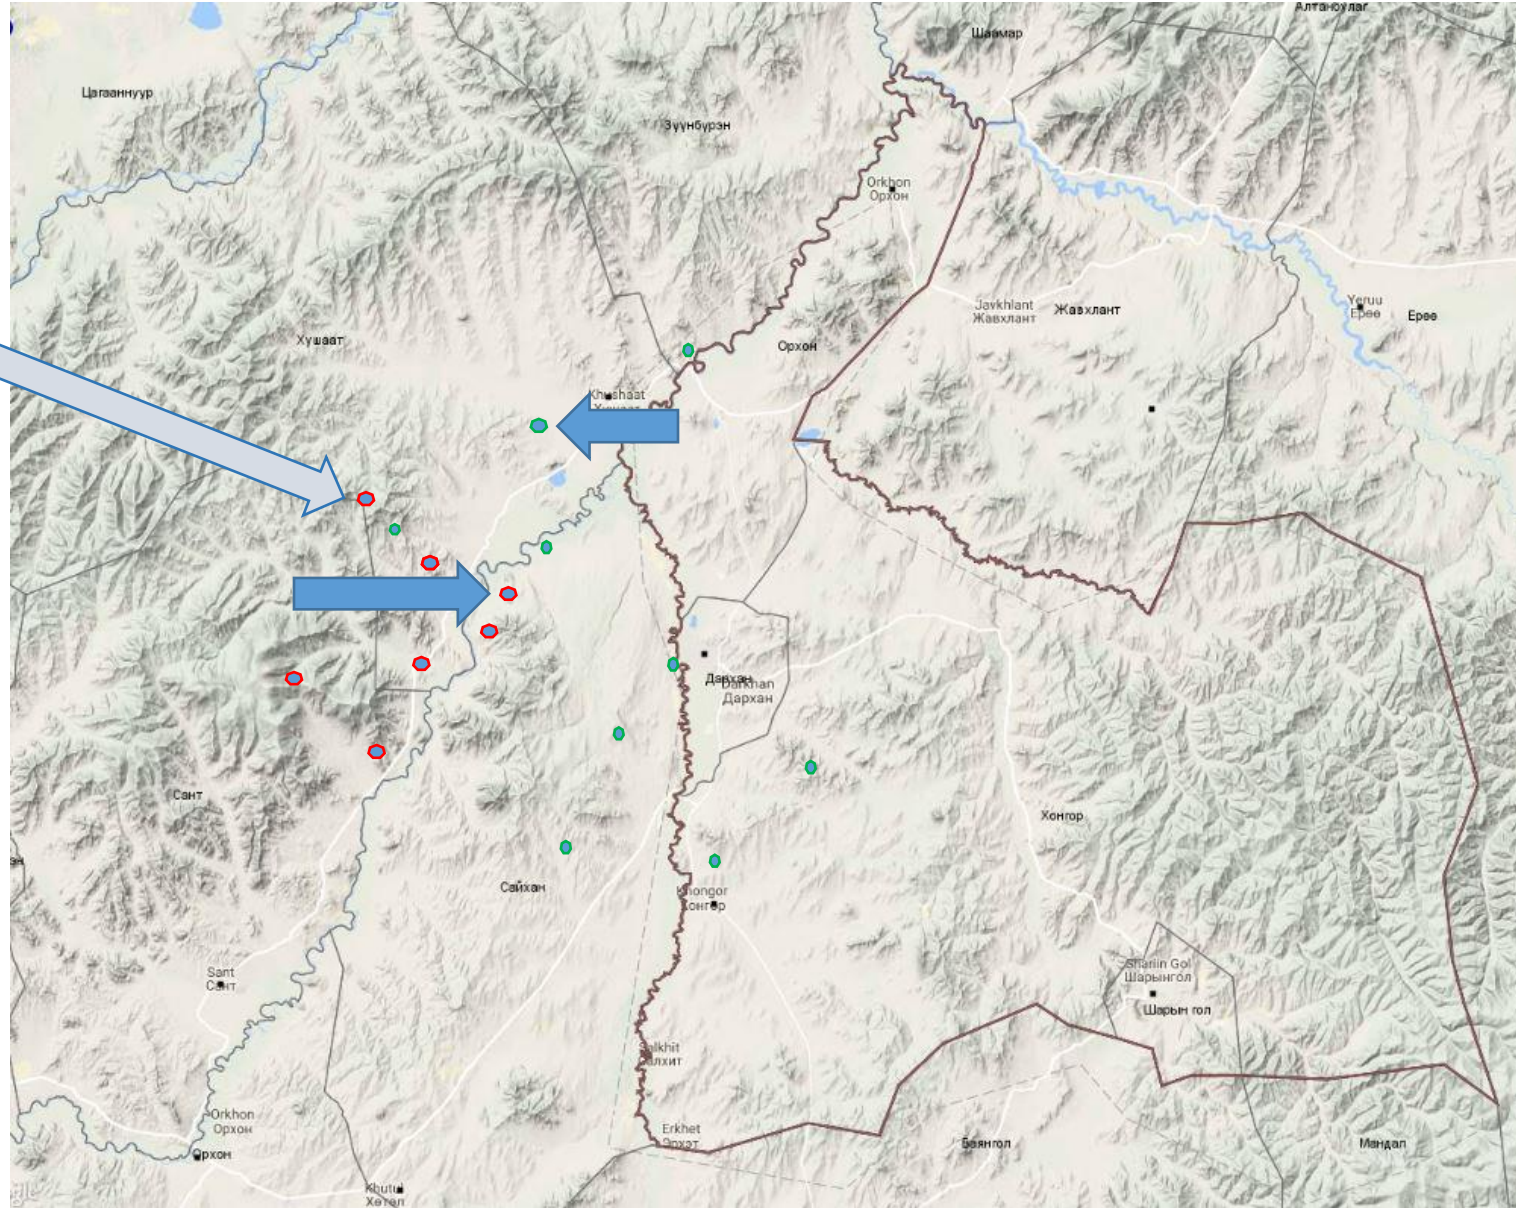 Алтанбулаг
Шаамар
Цагааннуур
Зүүнбүрэн
Orkhon
Орхон
Yeruu
Ерөө
Ерөө
Javkhlant
Жавхлант
Жавхлант
Хушаат
Орхон
Khushaat
Дархан
Darkhan
Дархан
Сант
Хонгор
Сайхан
Khongor
Хонгор
Sant
Сант
Shariin Gol
Шарынгол
Шарын гол
Salkhit
Салхит
Orkhon
Орхон
Орхон
Erkhet
Эрхэт
Баянгол
Мандал
Khutul
Хөтөл